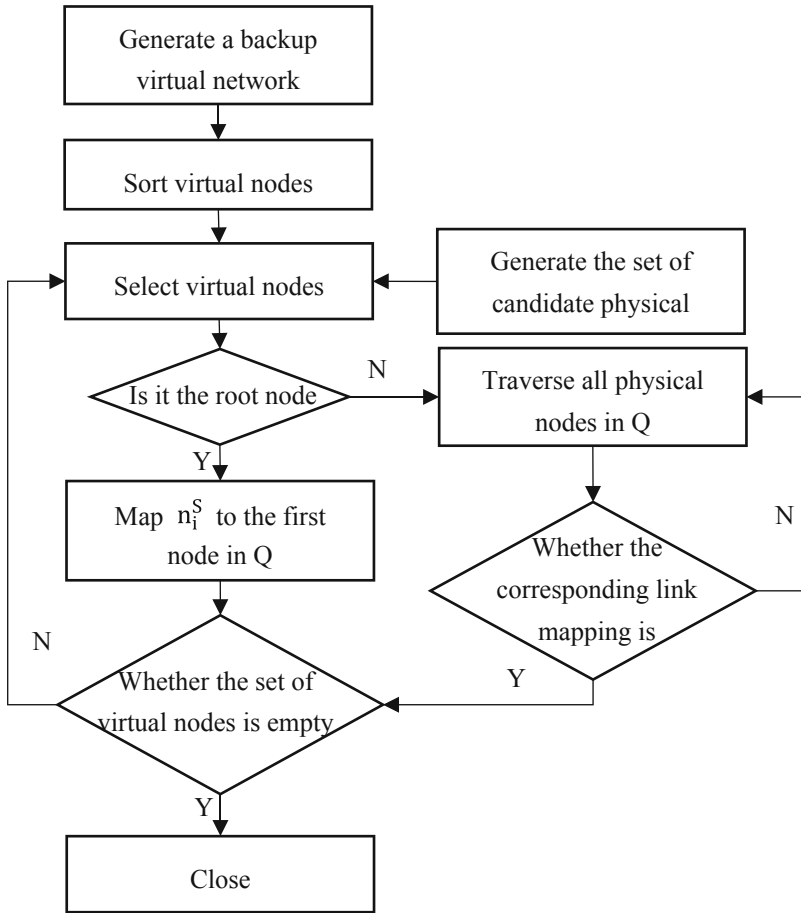 Generate a backup
virtual network
Sort virtual nodes
Select virtual nodes
Generate the set of
candidate physical
Is it the root node
N
Traverse all physical
nodes in Q
Y
Map n_i^S to the first
node in Q
Whether the
corresponding link
mapping is
N
N
Whether the set of
virtual nodes is empty
Y
Y
Close